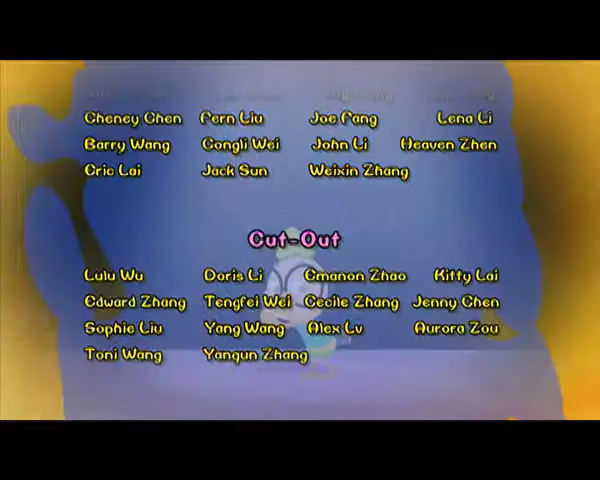 Cheney Chen Fern Liu Joe Fang Lena Li
Barry Wang Congli Wei John Li Heaven Zhen
Eric Lai Jack Sun Weixin Zhang
Cut-Out
Lulu Wu Doris Li Emanon Zhao Kitty Lai
Edward Zhang Tengfei Wei Cecile Zhang Jenny Chen
Sophie Liu Yang Wang Alex Lv Aurora Zou
Toni Wang Yanqun Zhang